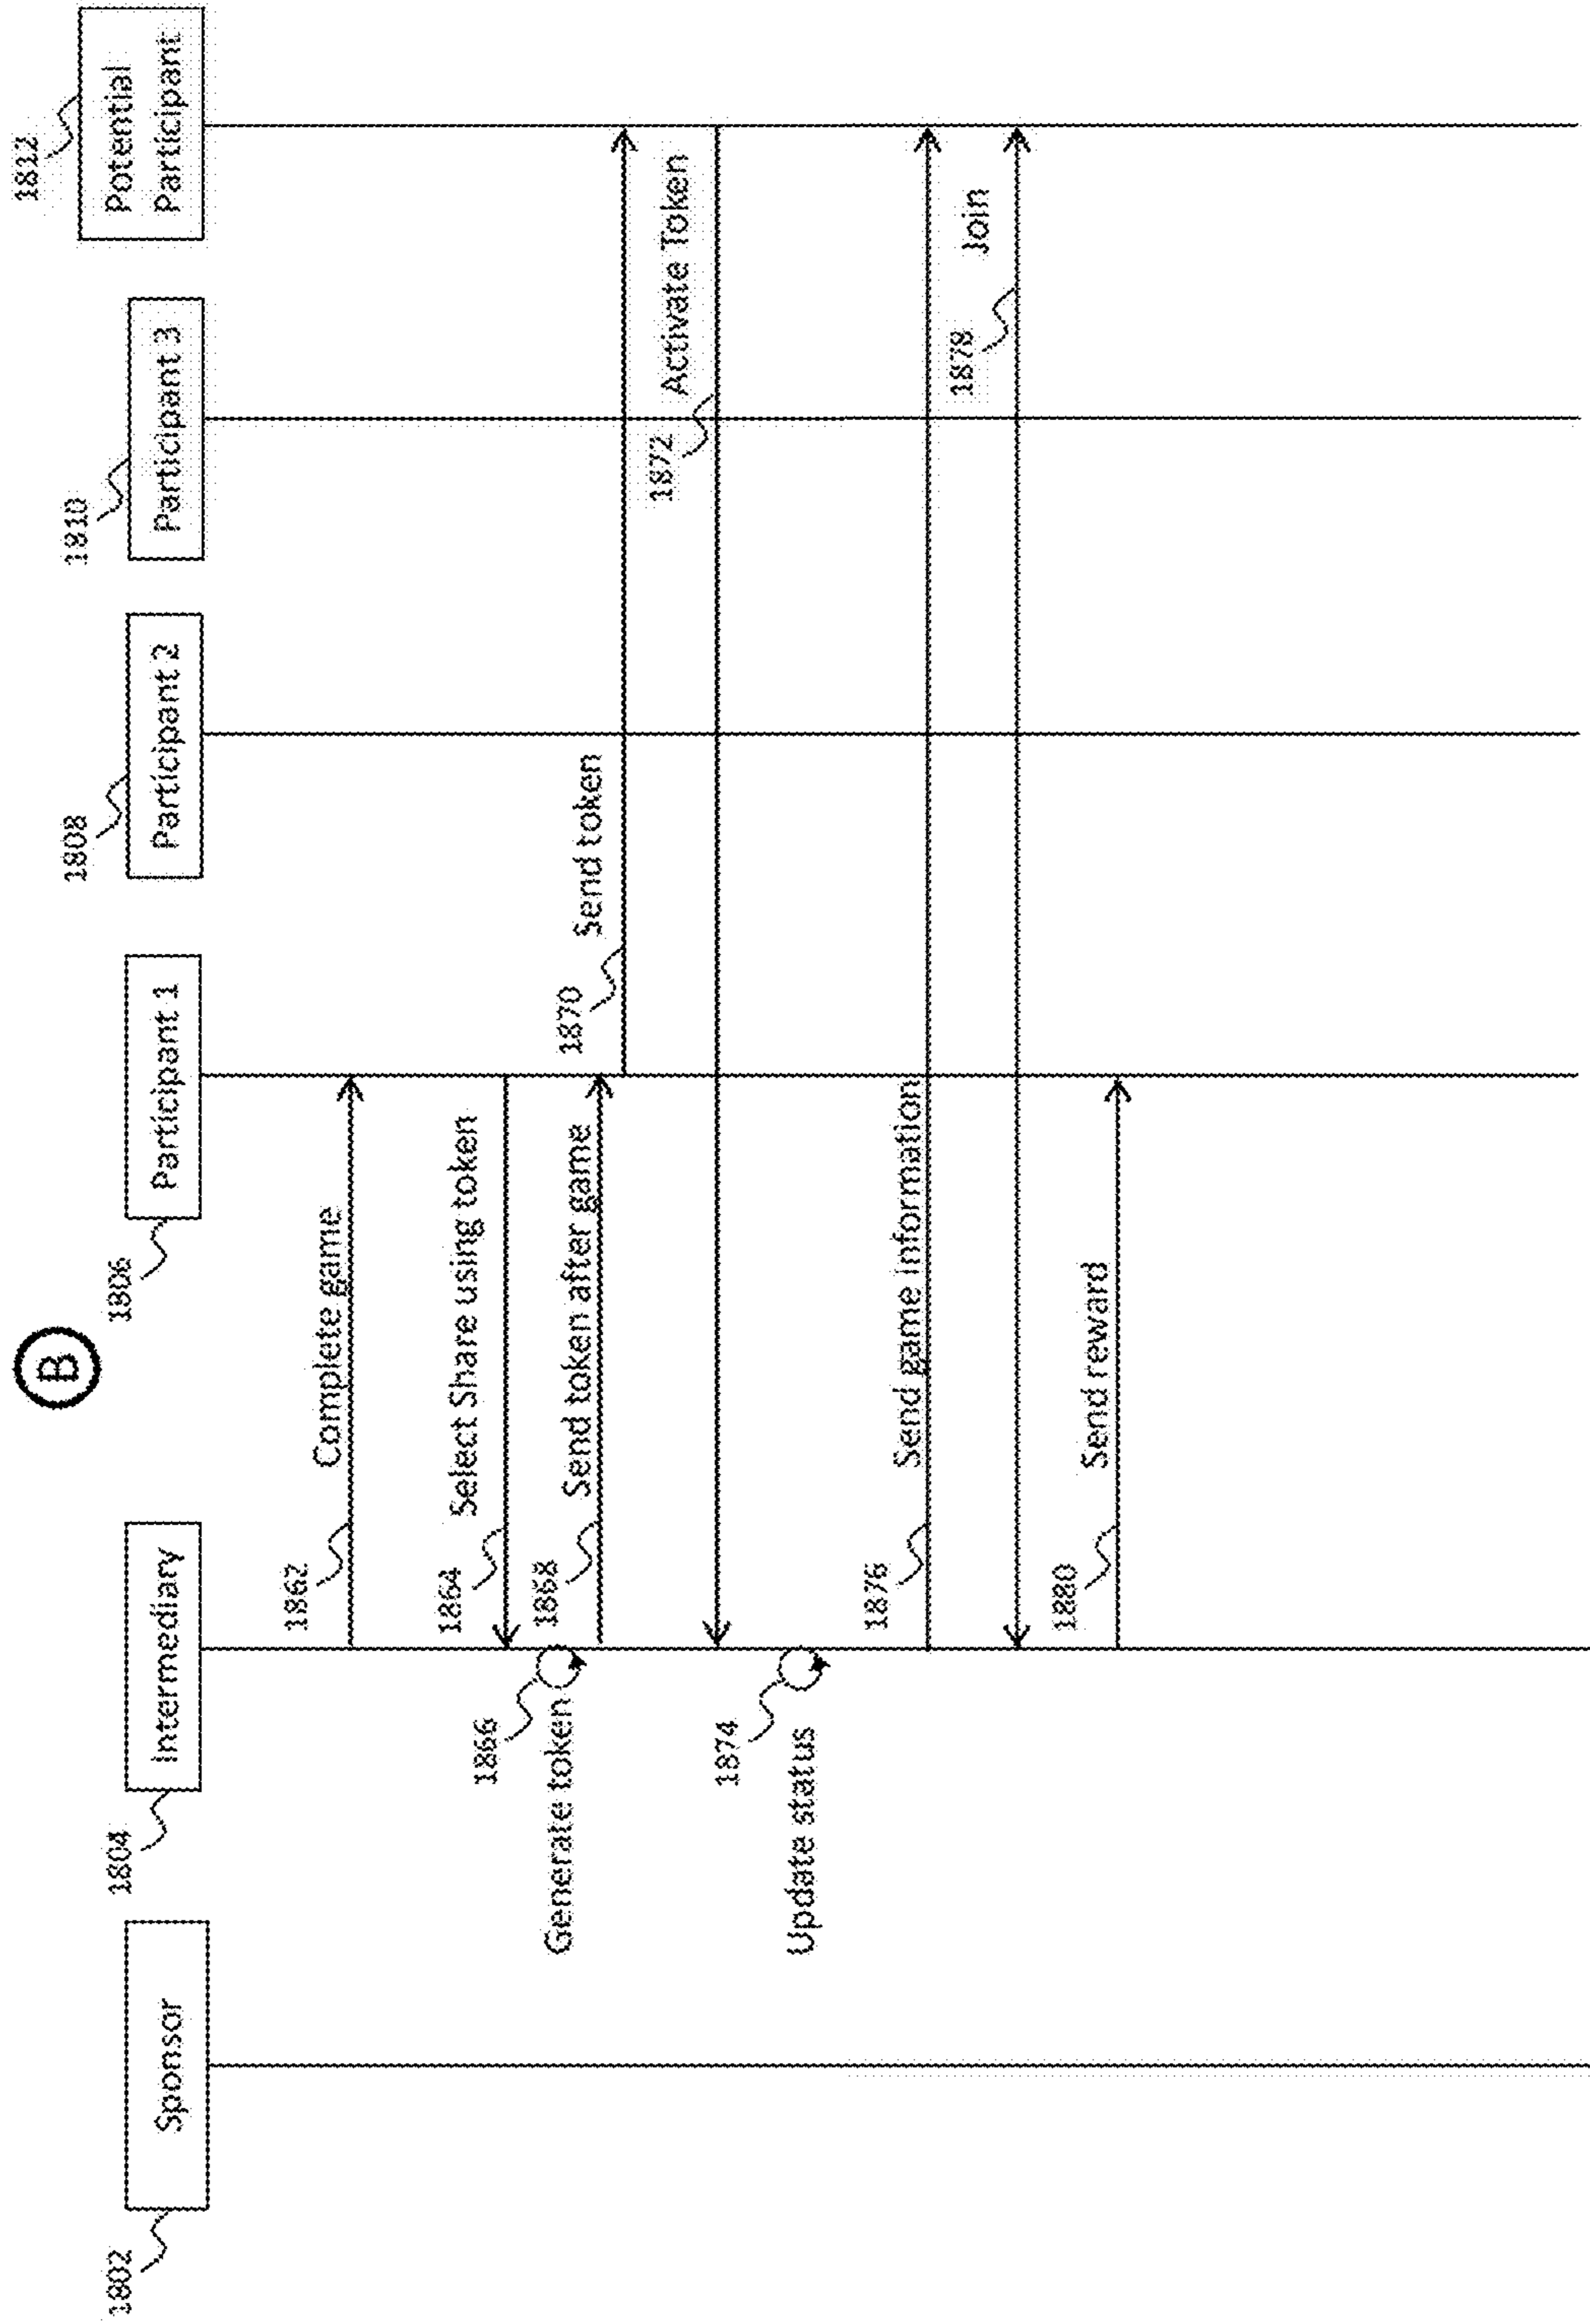 B
1802
Sponsor
1804
Intermediary
1806
Participant 1
1808
Participant 2
1810
Participant 3
1812
Potential
Participant
1862
Complete game
1864
Select Share using token
1866
Generate token
1868
Send token after game
1870
Send token
1872
Activate Token
1874
Update status
1876
Send game information
1878
Join
1880
Send reward